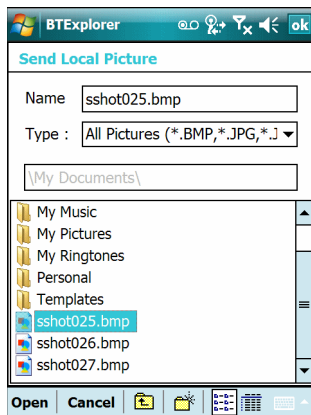 BTExplorer ok
Send Local Picture
Name sshot025.bmp
Type : All Pictures (*.BMP,*.JPG,*.J
\My Documents\
My Music
My Pictures
My Ringtones
Personal
Templates
sshot025.bmp
sshot026.bmp
sshot027.bmp
Open Cancel